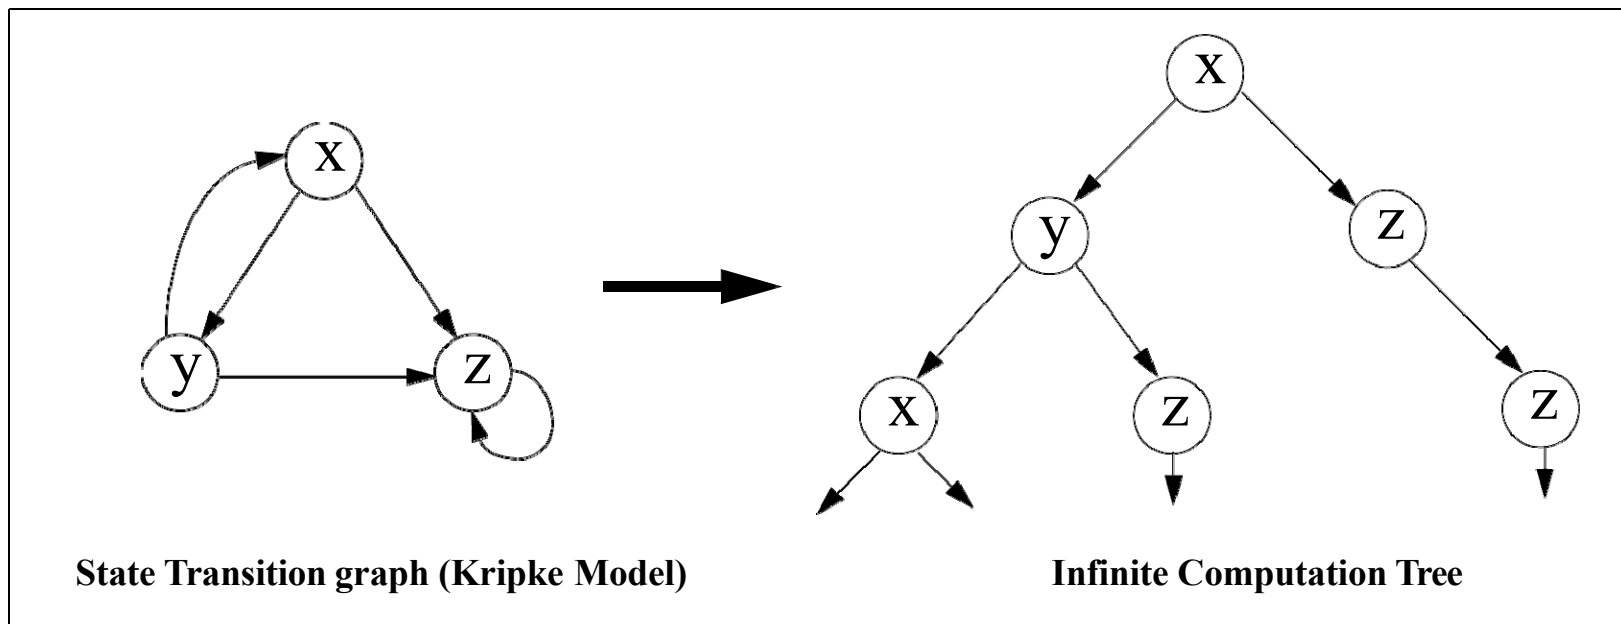 x
y
z
x
y
z
x
z
z
State Transition graph (Kripke Model)
Infinite Computation Tree